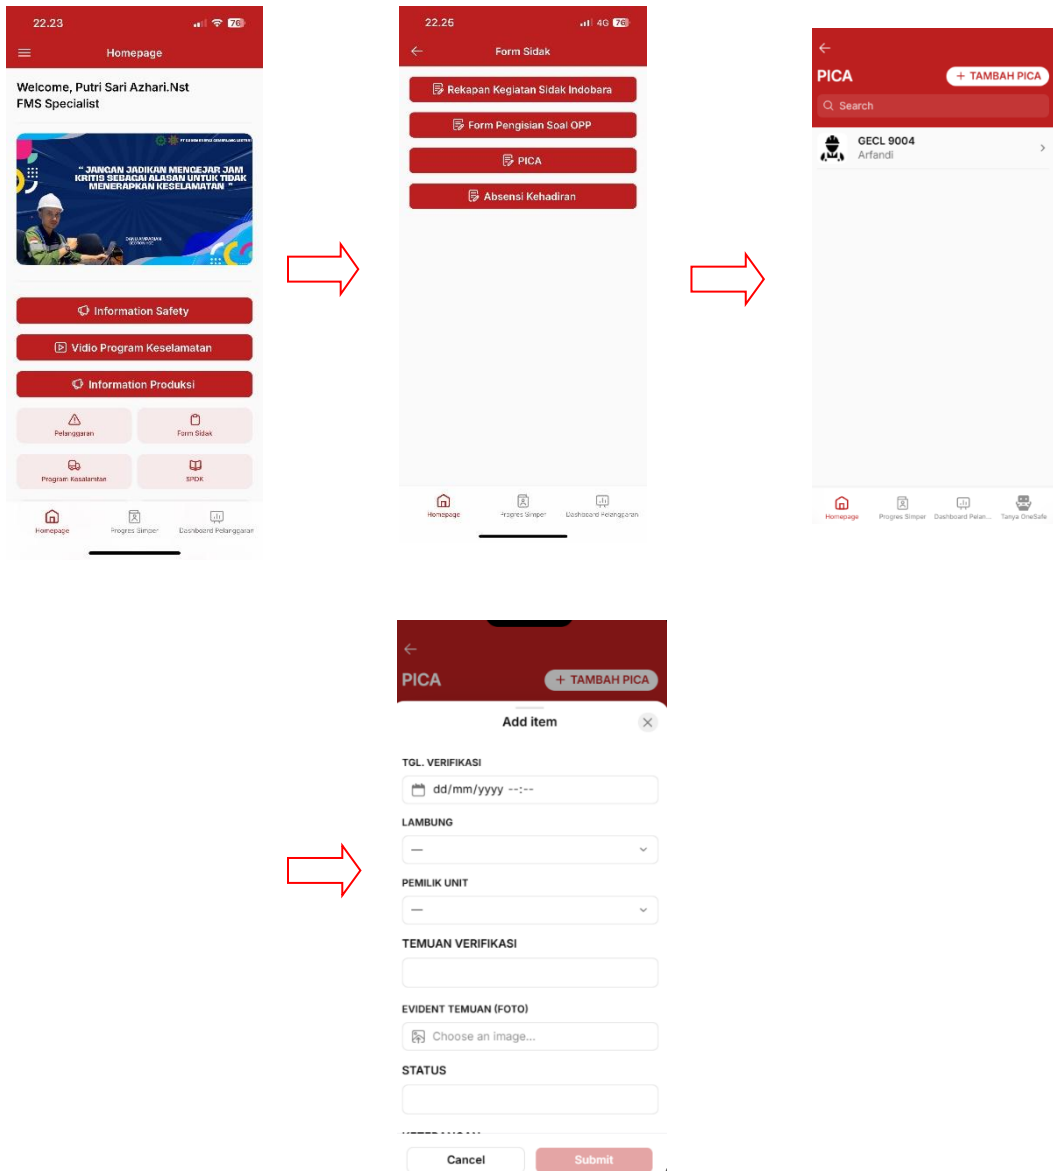 22.23
76
Homepage
Welcome, Putri Sari Azhari.Nst
FMS Specialist
" JANGAN JADIKAN MENGEJAR JAM
KRITIS SEBAGAI ALASAN UNTUK TIDAK
MENERAPKAN KESELAMATAN "
Information Safety
Vidio Program Keselamatan
Information Produksi
Pelanggaran
Form Sidak
Program Kesalamtan
SPDK
Homepage
Progres Simper
Dashboard Pelanggaran
22.26
4G 76
Form Sidak
Rekapan Kegiatan Sidak Indobara
Form Pengisian Soal OPP
PICA
Absensi Kehadiran
Homepage
Progres Simper
Dashboard Pelanggaran
PICA
+ TAMBAH PICA
Search
GECL 9004
Arfandi
Homepage
Progres Simper
Dashboard Pelan...
Tanya OneSafe
PICA
+ TAMBAH PICA
Add item
TGL. VERIFIKASI
dd/mm/yyyy --:--
LAMBUNG
—
PEMILIK UNIT
—
TEMUAN VERIFIKASI
EVIDENT TEMUAN (FOTO)
Choose an image...
STATUS
Cancel
Submit